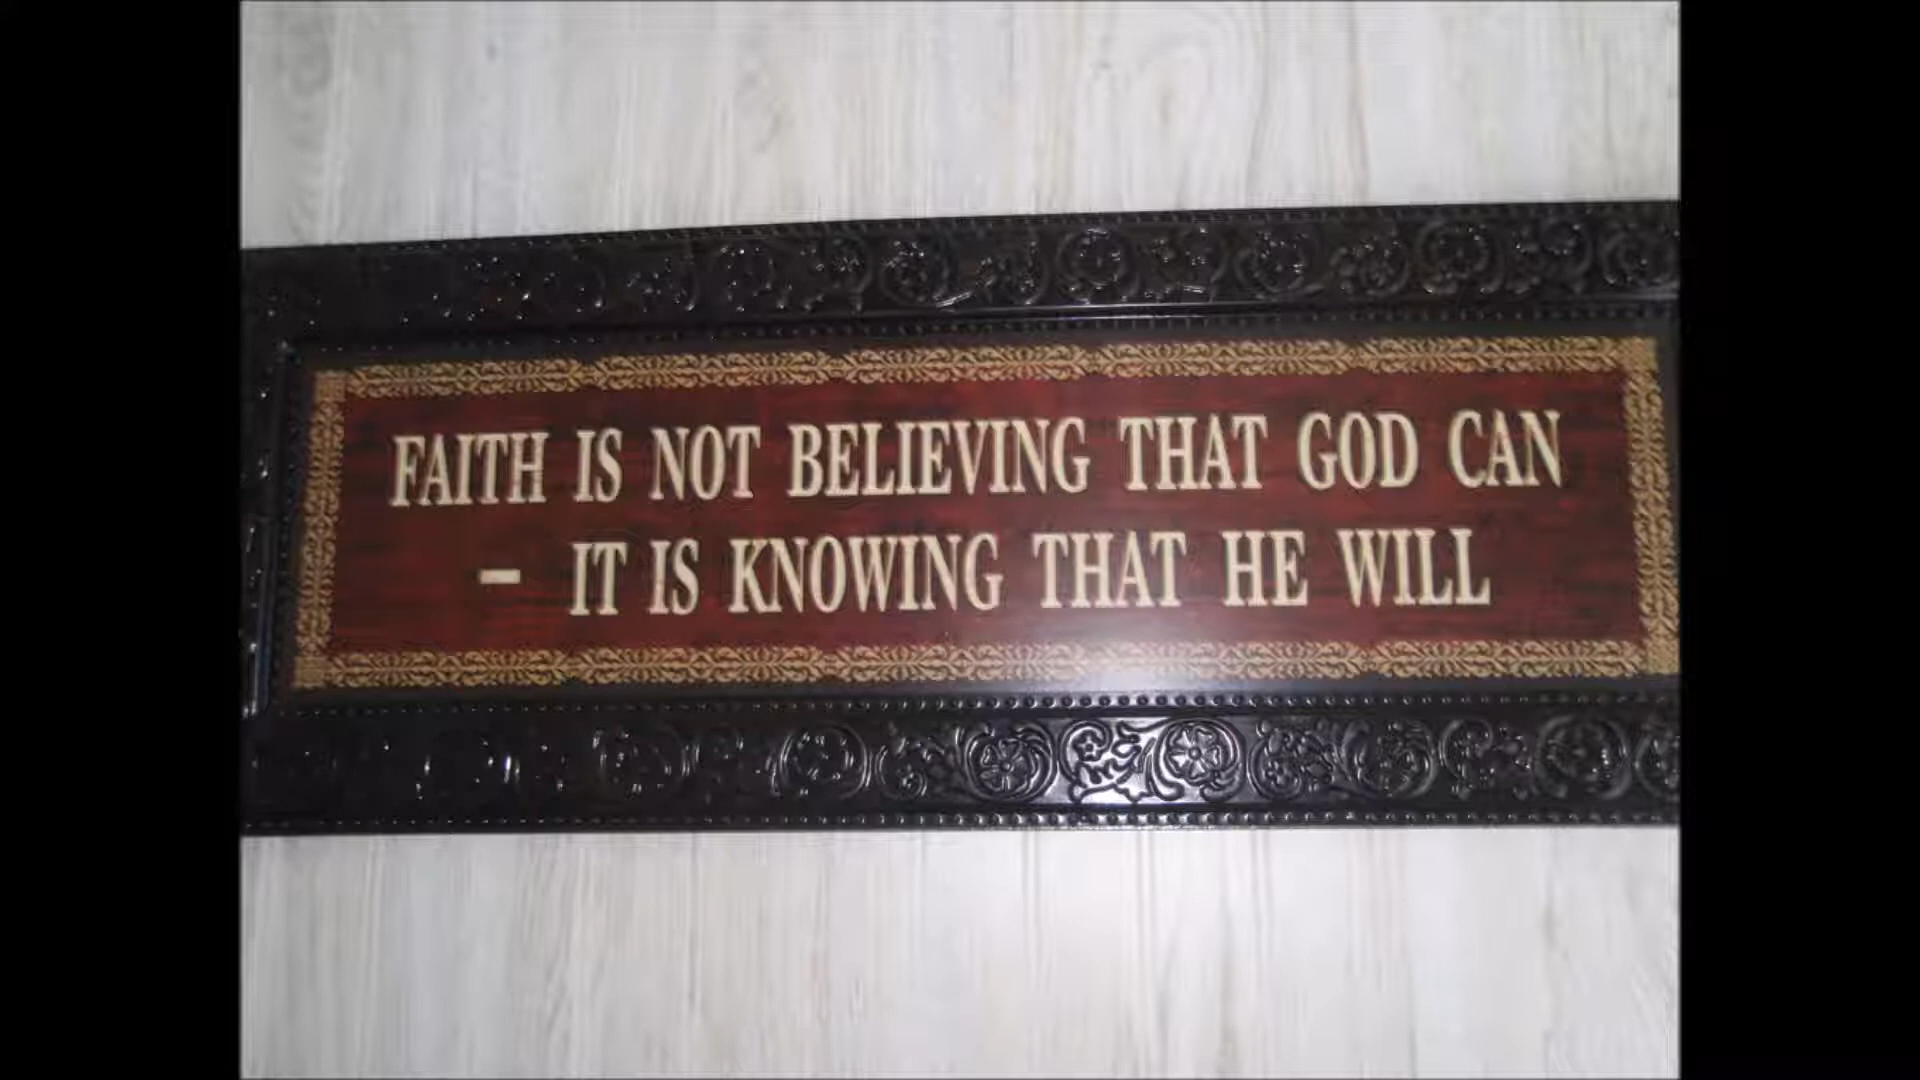 FAITH IS NOT BELIEVING THAT GOD CAN
– IT IS KNOWING THAT HE WILL